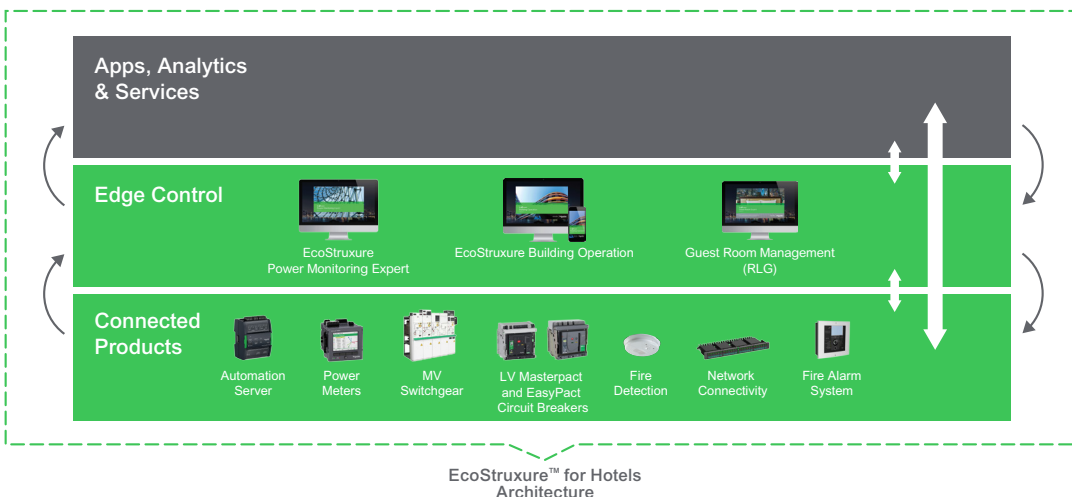 Apps, Analytics
& Services
Edge Control
EcoStruxure
Power Monitoring Expert
EcoStruxure Building Operation
Guest Room Management
(RLG)
Connected
Products
Automation
Server
Power
Meters
MV
Switchgear
LV Masterpact
and EasyPact
Circuit Breakers
Fire
Detection
Network
Connectivity
Fire Alarm
System
EcoStruxure™ for Hotels
Architecture